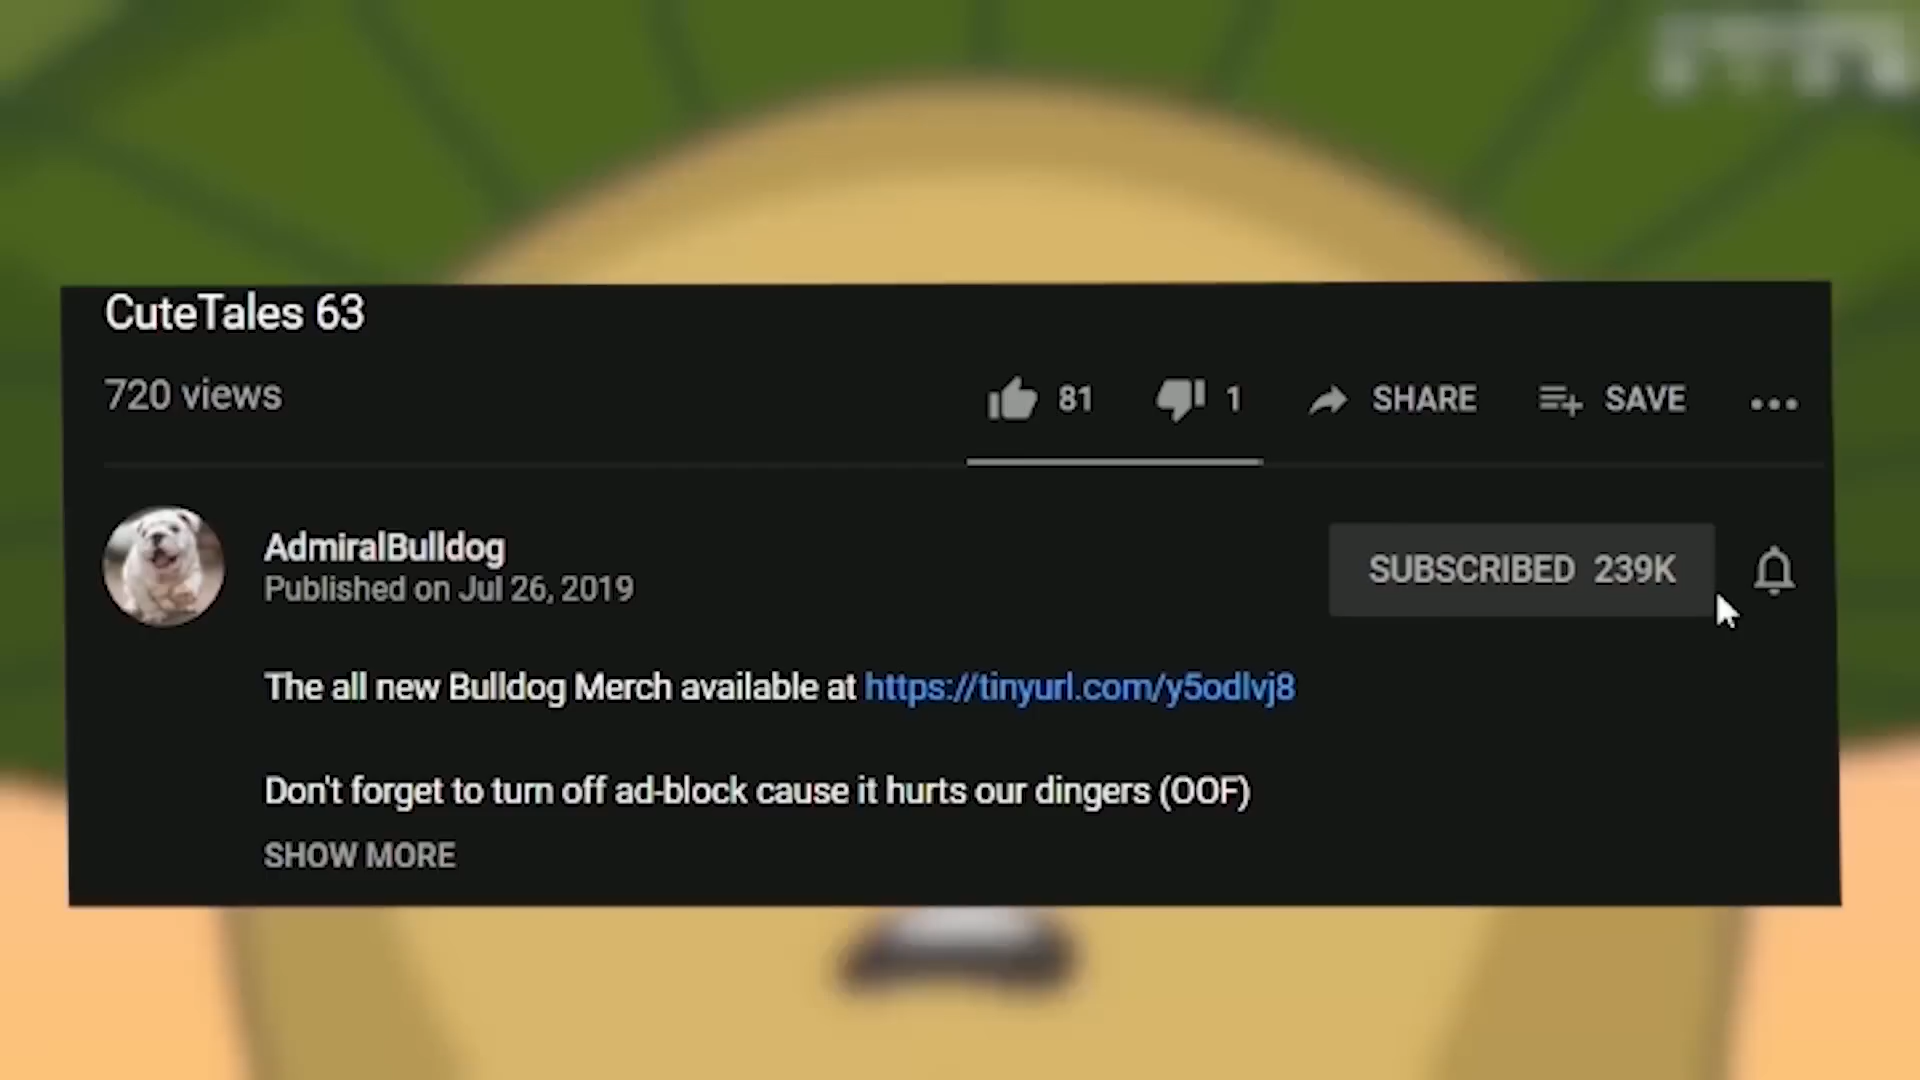 CuteTales 63
720 views
81
1
SHARE
SAVE
AdmiralBulldog
Published on Jul 26, 2019
SUBSCRIBED 239K
The all new Bulldog Merch available at https://tinyurl.com/y5odlvj8
Don't forget to turn off ad-block cause it hurts our dingers (OOF)
SHOW MORE